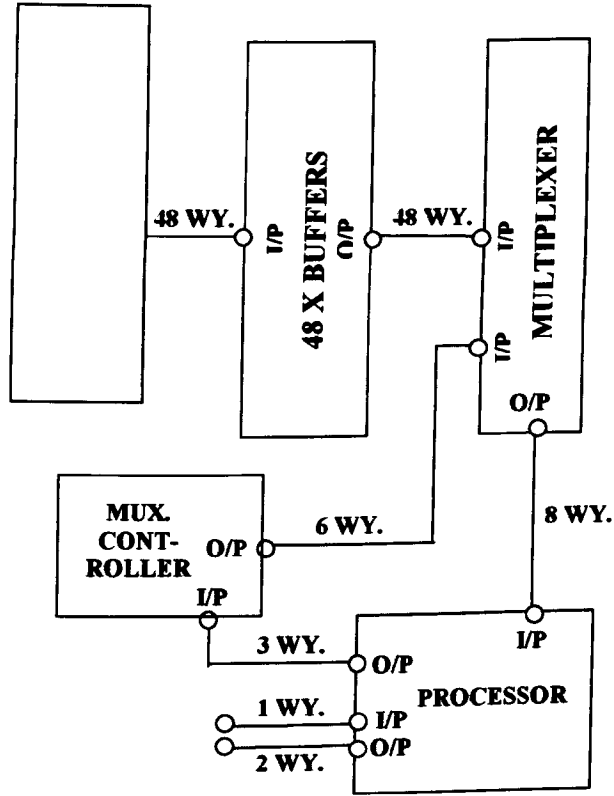 48 WY.
I/P
48 X BUFFERS
O/P
48 WY.
I/P
MULTIPLEXER
I/P
O/P
MUX.
CONT-
ROLLER
O/P
6 WY.
8 WY.
I/P
3 WY.
O/P
I/P
PROCESSOR
1 WY.
I/P
2 WY.
O/P